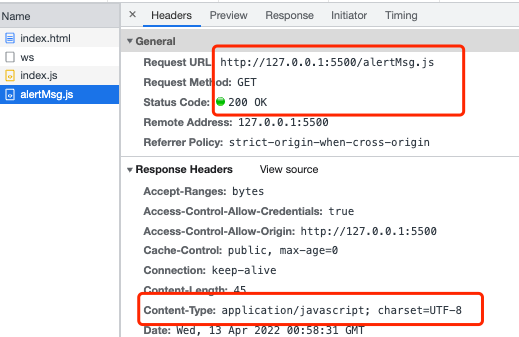 Name
index.html
ws
index.js
alertMsg.js
× Headers Preview Response Initiator Timing
▼ General
Request URL: http://127.0.0.1:5500/alertMsg.js
Request Method: GET
Status Code: 200 OK
Remote Address: 127.0.0.1:5500
Referrer Policy: strict-origin-when-cross-origin
▼ Response Headers View source
Accept-Ranges: bytes
Access-Control-Allow-Credentials: true
Access-Control-Allow-Origin: http://127.0.0.1:5500
Cache-Control: public, max-age=0
Connection: keep-alive
Content-Length: 45
Content-Type: application/javascript; charset=UTF-8
Date: Wed, 13 Apr 2022 00:58:31 GMT